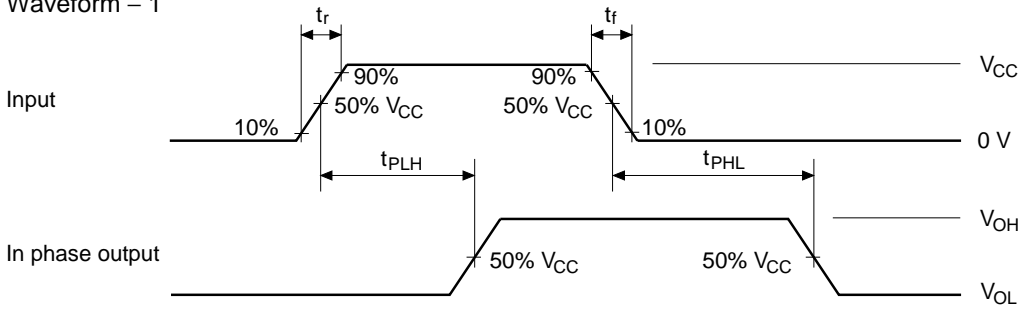 Waveform – 1
tr
tf
VCC
90%
90%
Input
50% VCC
50% VCC
10%
10%
0 V
tPLH
tPHL
VOH
In phase output
50% VCC
50% VCC
VOL